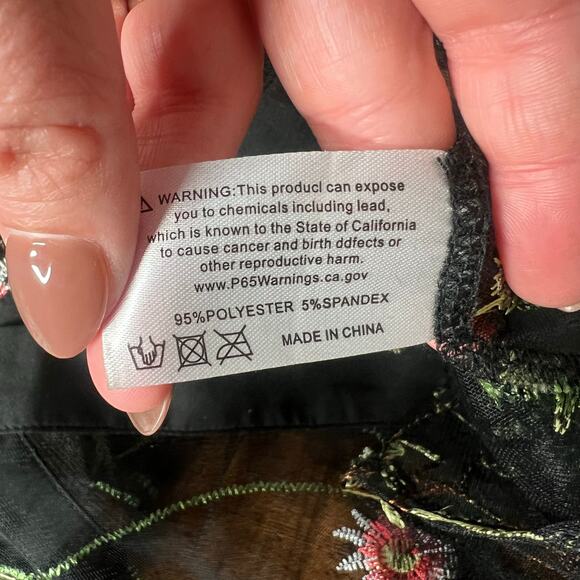 WARNING:This product can expose
you to chemicals including lead,
which is known to the State of California
to cause cancer and birth ddfects or
other reproductive harm.
www.P65Warnings.ca.gov
95%POLYESTER 5%SPANDEX
MADE IN CHINA